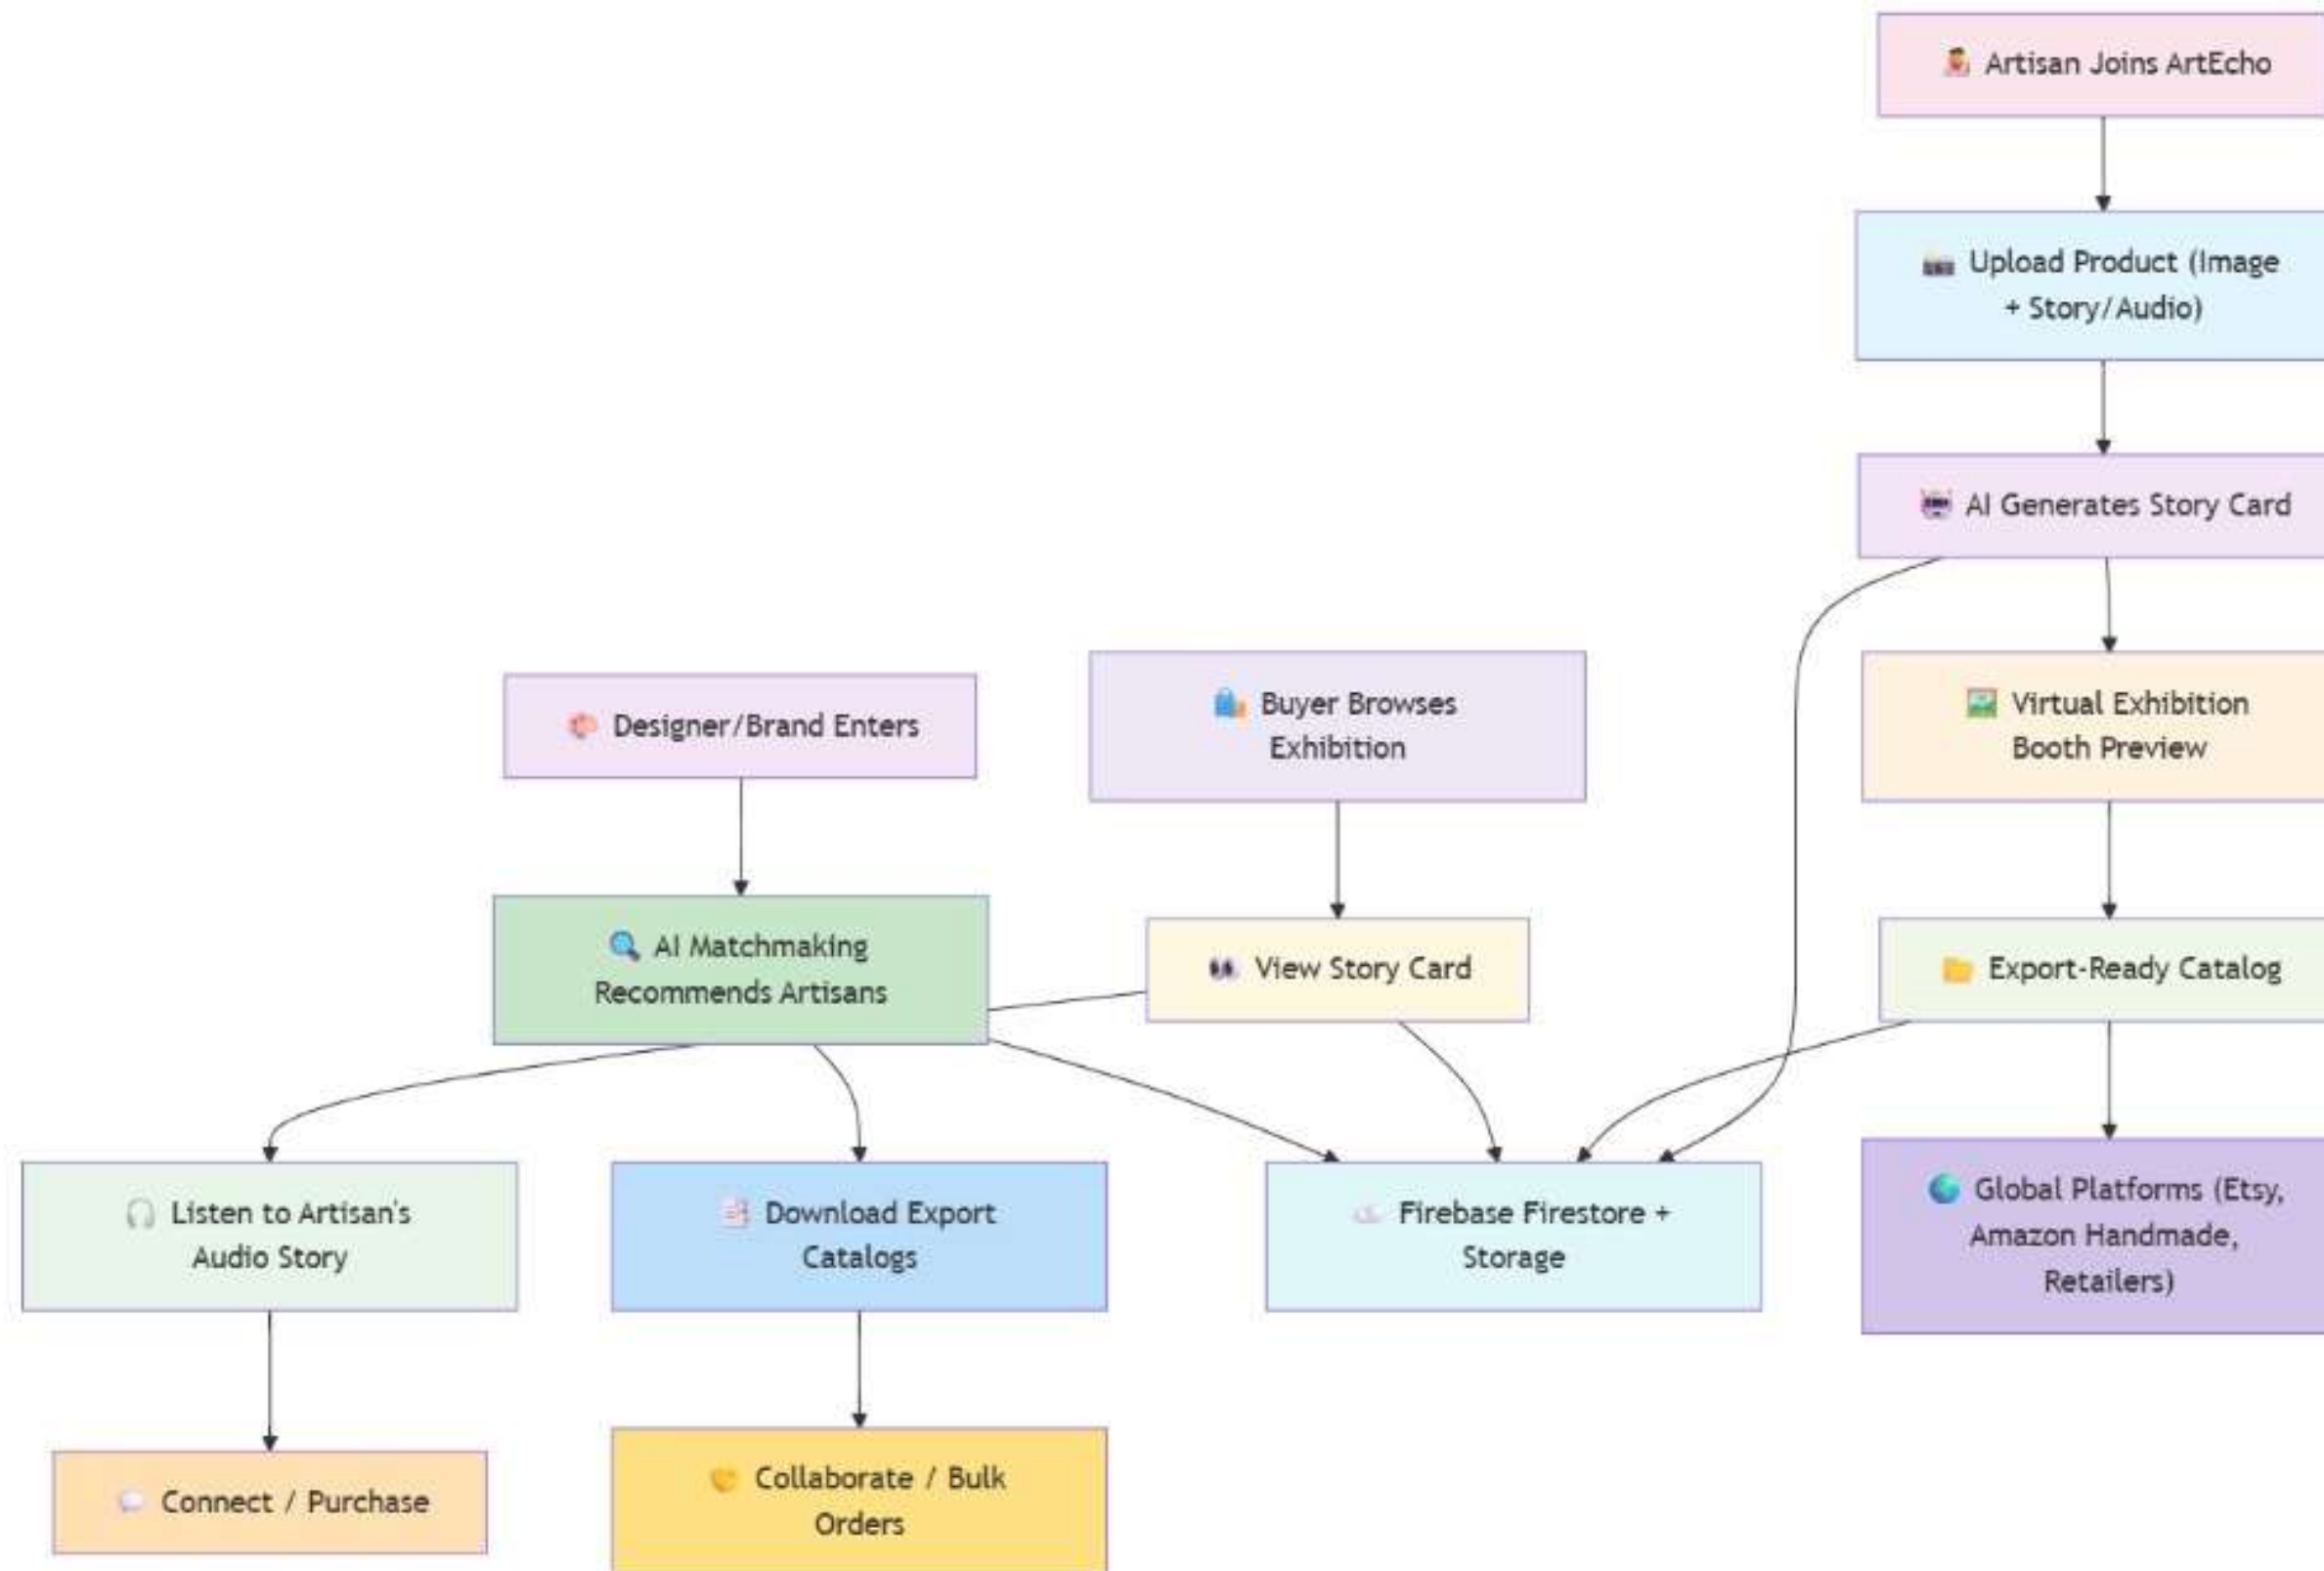 Artisan Joins ArtEcho
Upload Product (Image
+ Story/Audio)
AI Generates Story Card
Designer/Brand Enters
Buyer Browses
Exhibition
Virtual Exhibition
Booth Preview
AI Matchmaking
Recommends Artisans
View Story Card
Export-Ready Catalog
Listen to Artisan's
Audio Story
Download Export
Catalogs
Firebase Firestore +
Storage
Global Platforms (Etsy,
Amazon Handmade,
Retailers)
Connect / Purchase
Collaborate / Bulk
Orders